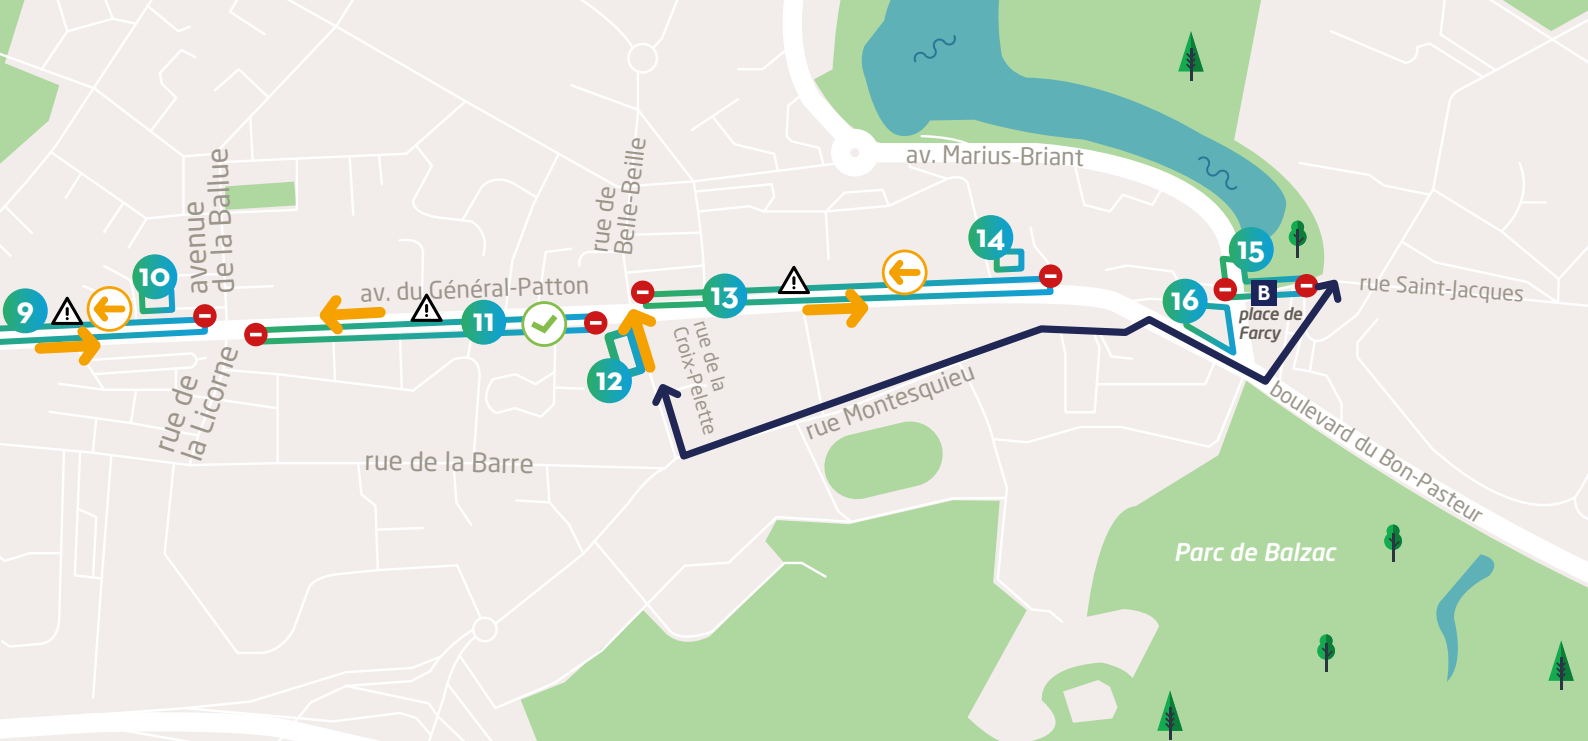 av. Marius-Briant
rue de
Belle-Beille
avenue
de la Ballue
14
15
10
9
av. du Général-Patton
13
16
B
rue Saint-Jacques
place de
Farcy
11
12
rue de la
Croix-Pelette
rue de
la Licorne
rue Montesquieu
boulevard du Bon-Pasteur
rue de la Barre
Parc de Balzac